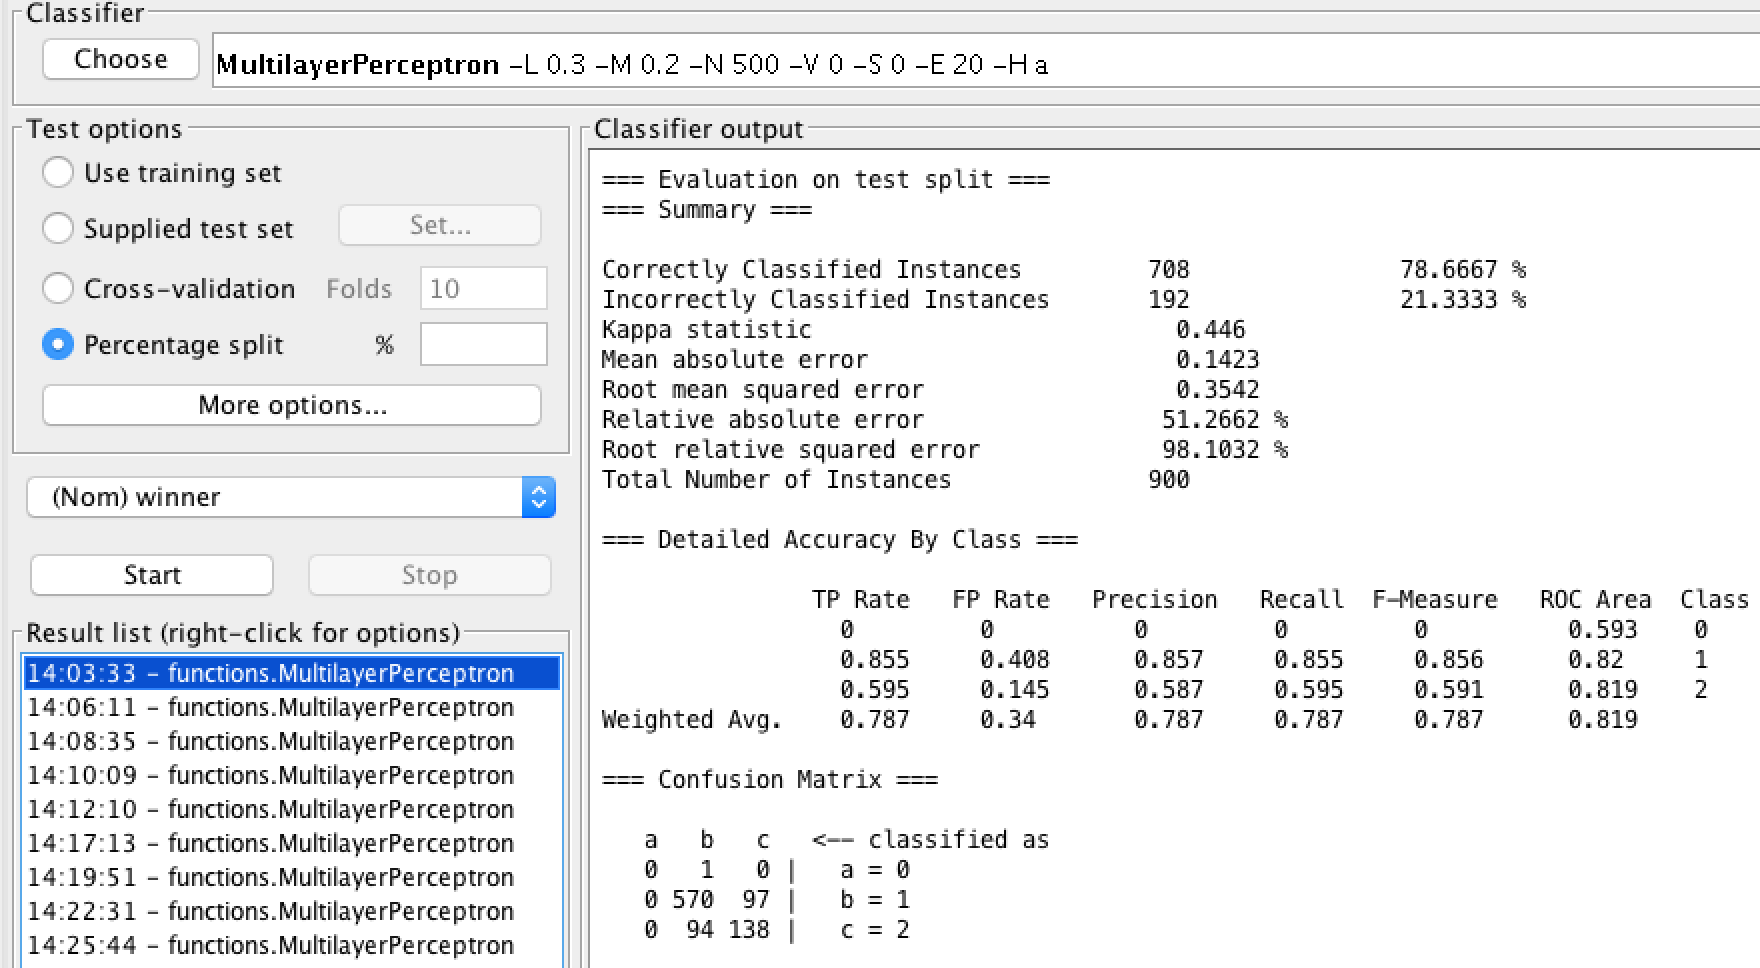 Classifier
Choose MultilayerPerceptron -L 0.3 -M 0.2 -N 500 -V 0 -S 0 -E 20 -H a
Test options
Use training set
Supplied test set Set...
Cross-validation Folds 10
Percentage split %
More options...
(Nom) winner
Start Stop
Result list (right-click for options)
14:03:33 - functions.MultilayerPerceptron
14:06:11 - functions.MultilayerPerceptron
14:08:35 - functions.MultilayerPerceptron
14:10:09 - functions.MultilayerPerceptron
14:12:10 - functions.MultilayerPerceptron
14:17:13 - functions.MultilayerPerceptron
14:19:51 - functions.MultilayerPerceptron
14:22:31 - functions.MultilayerPerceptron
14:25:44 - functions.MultilayerPerceptron
Classifier output
=== Evaluation on test split ===
=== Summary ===
Correctly Classified Instances 708 78.6667 %
Incorrectly Classified Instances 192 21.3333 %
Kappa statistic 0.446
Mean absolute error 0.1423
Root mean squared error 0.3542
Relative absolute error 51.2662 %
Root relative squared error 98.1032 %
Total Number of Instances 900
=== Detailed Accuracy By Class ===
TP Rate FP Rate Precision Recall F-Measure ROC Area Class
0 0 0 0 0 0.593 0
0.855 0.408 0.857 0.855 0.856 0.82 1
0.595 0.145 0.587 0.595 0.591 0.819 2
Weighted Avg. 0.787 0.34 0.787 0.787 0.787 0.819
=== Confusion Matrix ===
a b c <-- classified as
0 1 0 | a = 0
0 570 97 | b = 1
0 94 138 | c = 2